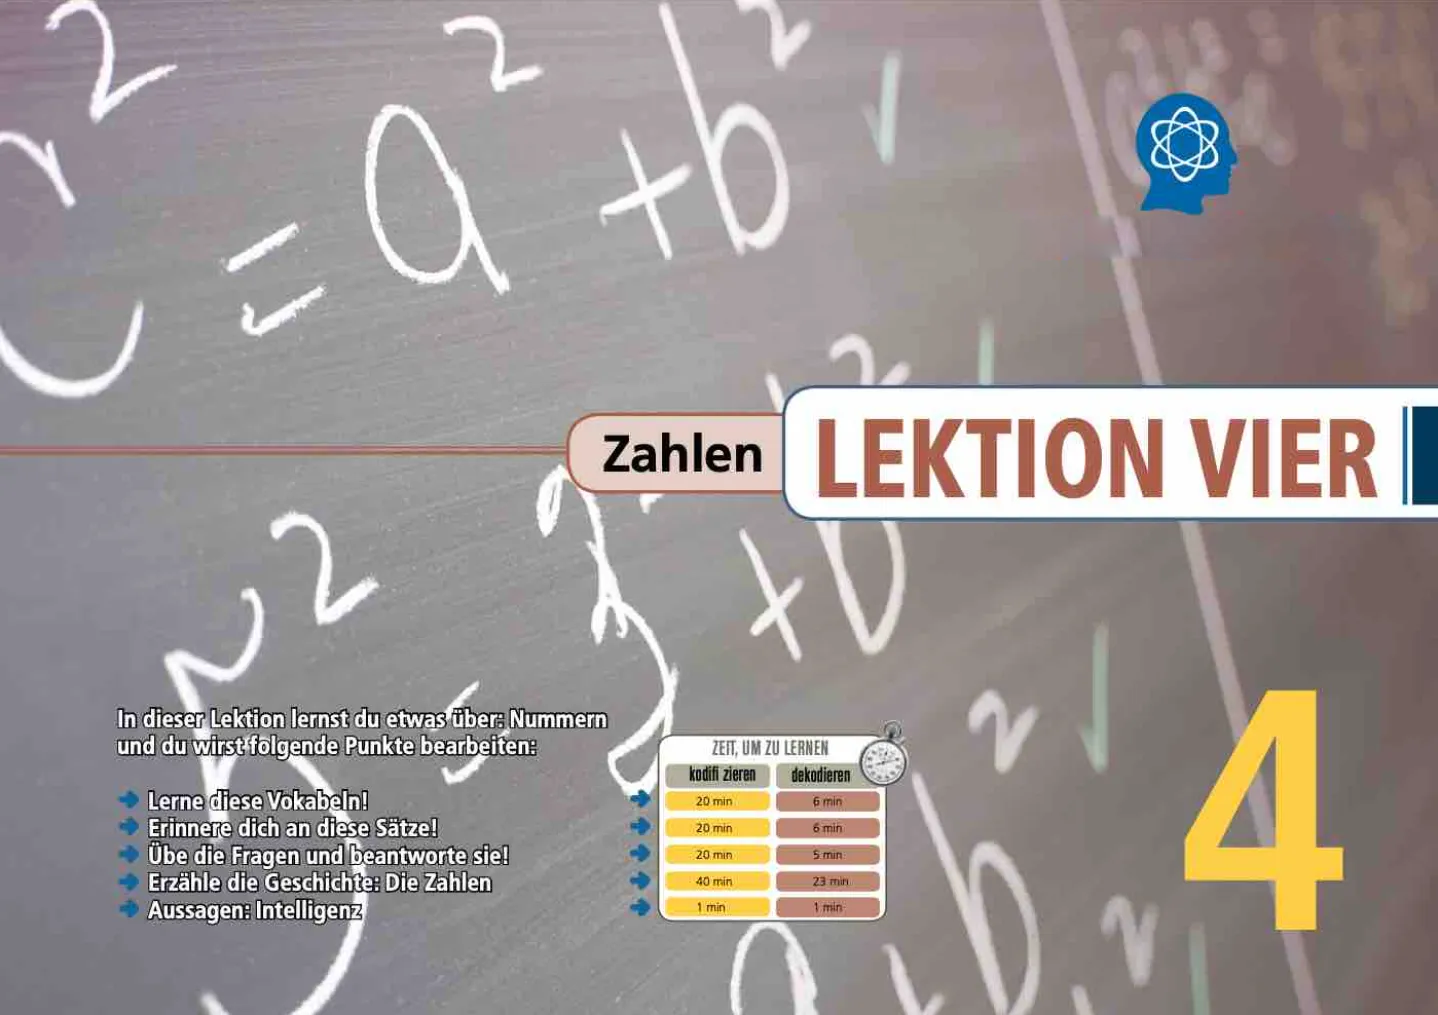 c² = a² + b²
Zahlen
LEKTION VIER
In dieser Lektion lernst du etwas über: Nummern
und du wirst folgende Punkte bearbeiten:
Lerne diese Vokabeln!
Erinnere dich an diese Sätze!
Übe die Fragen und beantworte sie!
Erzähle die Geschichte: Die Zahlen
Aussagen: Intelligenz
ZEIT, UM ZU LERNEN
kodifi zieren dekodieren
20 min 6 min
20 min 6 min
20 min 5 min
40 min 23 min
1 min 1 min
4